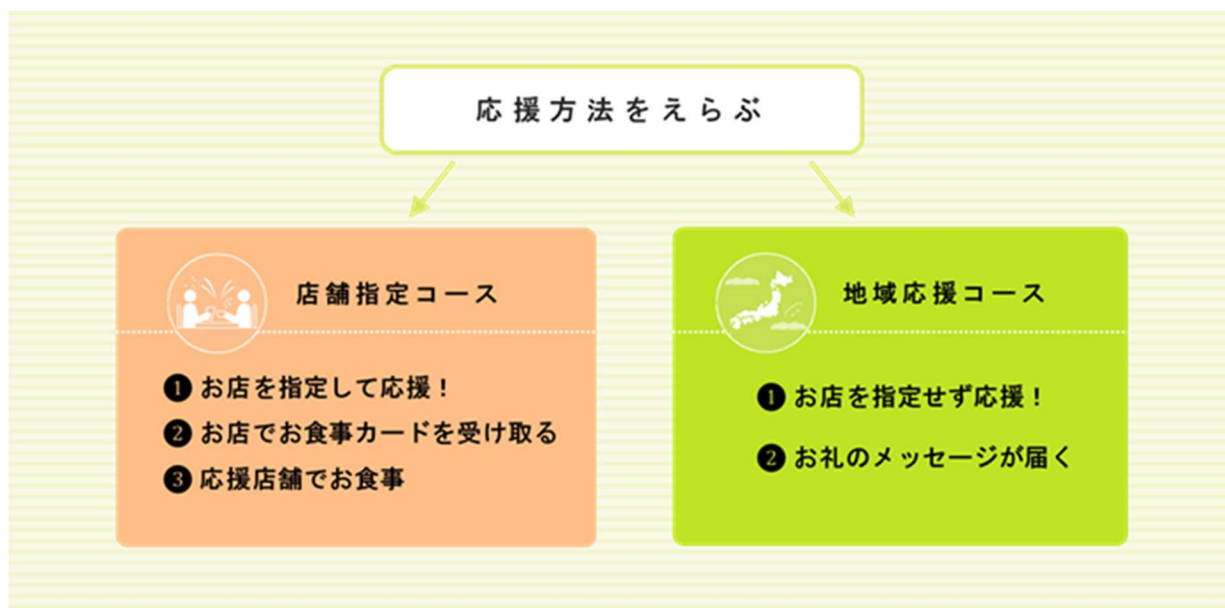 応援方法をえらぶ
店舗指定コース
❶ お店を指定して応援！
❷ お店でお食事カードを受け取る
❸ 応援店舗でお食事
地域応援コース
❶ お店を指定せず応援！
❷ お礼のメッセージが届く